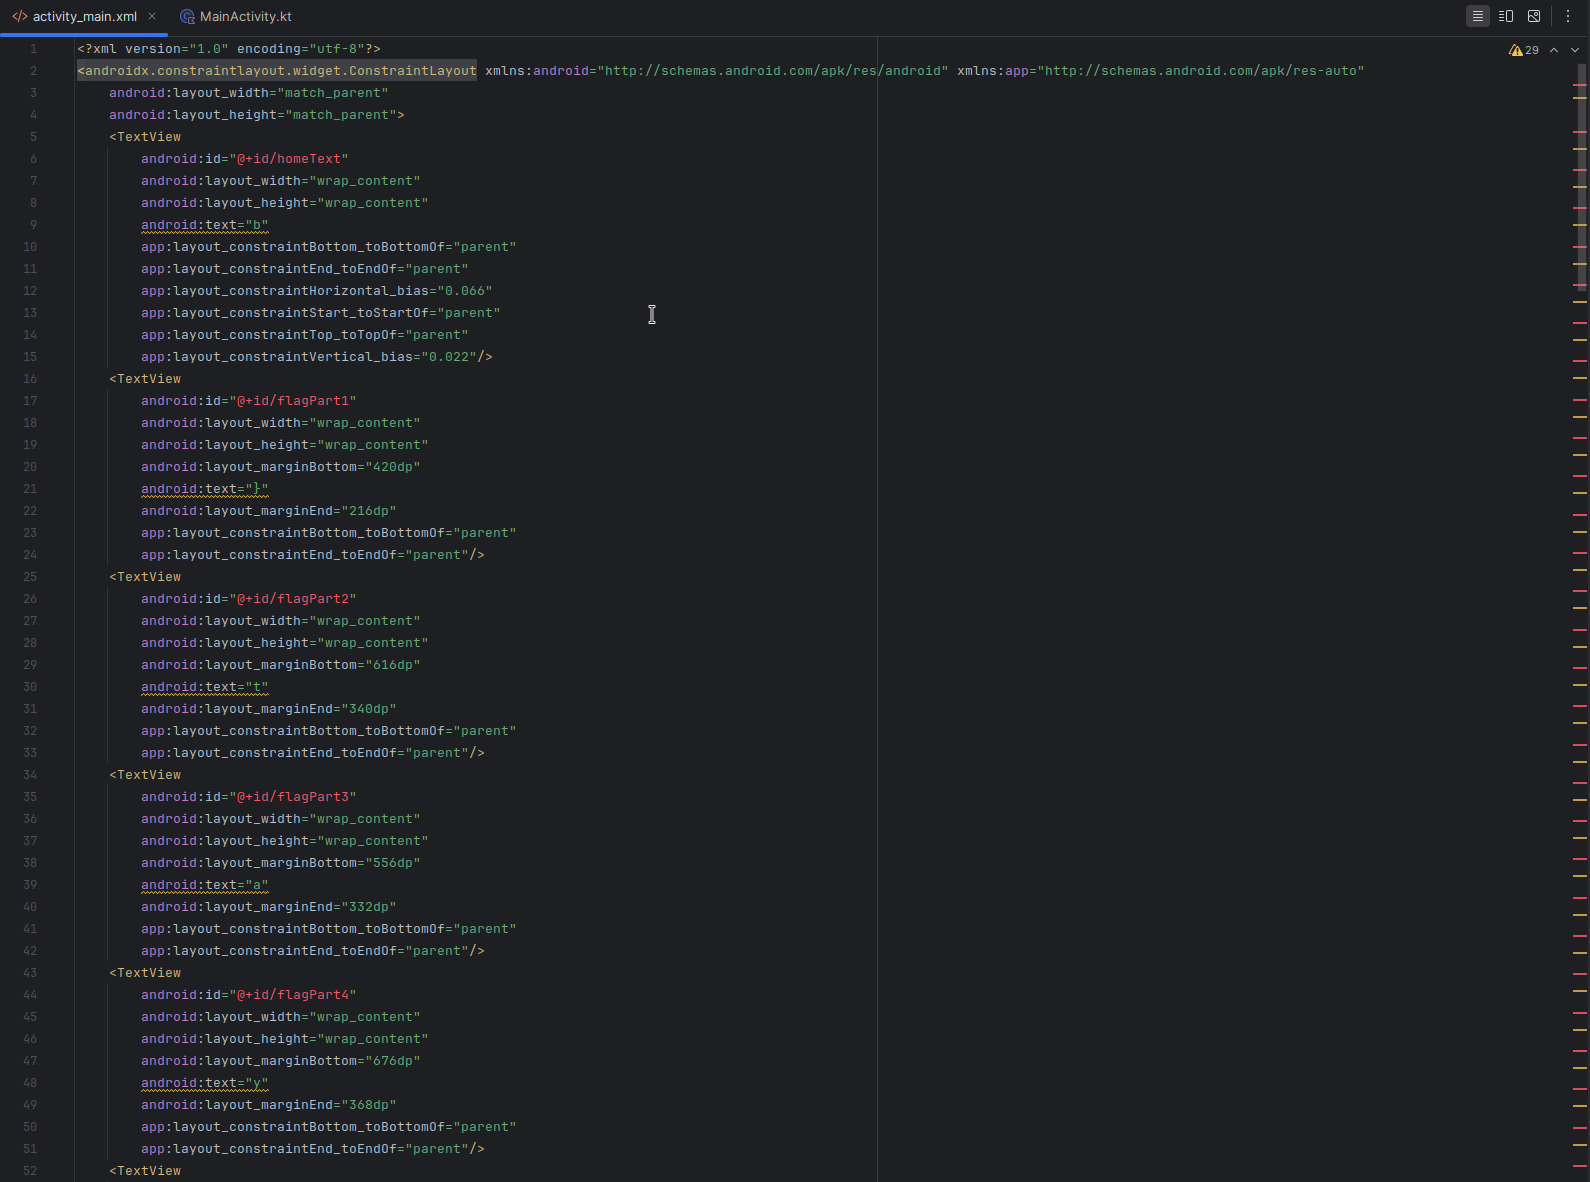 activity_main.xml MainActivity.kt
29
1 <?xml version="1.0" encoding="utf-8"?>
2 <androidx.constraintlayout.widget.ConstraintLayout xmlns:android="http://schemas.android.com/apk/res/android" xmlns:app="http://schemas.android.com/apk/res-auto"
3 android:layout_width="match_parent"
4 android:layout_height="match_parent">
5 <TextView
6 android:id="@+id/homeText"
7 android:layout_width="wrap_content"
8 android:layout_height="wrap_content"
9 android:text="b"
10 app:layout_constraintBottom_toBottomOf="parent"
11 app:layout_constraintEnd_toEndOf="parent"
12 app:layout_constraintHorizontal_bias="0.066"
13 app:layout_constraintStart_toStartOf="parent"
14 app:layout_constraintTop_toTopOf="parent"
15 app:layout_constraintVertical_bias="0.022"/>
16 <TextView
17 android:id="@+id/flagPart1"
18 android:layout_width="wrap_content"
19 android:layout_height="wrap_content"
20 android:layout_marginBottom="420dp"
21 android:text="}"
22 android:layout_marginEnd="216dp"
23 app:layout_constraintBottom_toBottomOf="parent"
24 app:layout_constraintEnd_toEndOf="parent"/>
25 <TextView
26 android:id="@+id/flagPart2"
27 android:layout_width="wrap_content"
28 android:layout_height="wrap_content"
29 android:layout_marginBottom="616dp"
30 android:text="t"
31 android:layout_marginEnd="340dp"
32 app:layout_constraintBottom_toBottomOf="parent"
33 app:layout_constraintEnd_toEndOf="parent"/>
34 <TextView
35 android:id="@+id/flagPart3"
36 android:layout_width="wrap_content"
37 android:layout_height="wrap_content"
38 android:layout_marginBottom="556dp"
39 android:text="a"
40 android:layout_marginEnd="332dp"
41 app:layout_constraintBottom_toBottomOf="parent"
42 app:layout_constraintEnd_toEndOf="parent"/>
43 <TextView
44 android:id="@+id/flagPart4"
45 android:layout_width="wrap_content"
46 android:layout_height="wrap_content"
47 android:layout_marginBottom="676dp"
48 android:text="y"
49 android:layout_marginEnd="368dp"
50 app:layout_constraintBottom_toBottomOf="parent"
51 app:layout_constraintEnd_toEndOf="parent"/>
52 <TextView